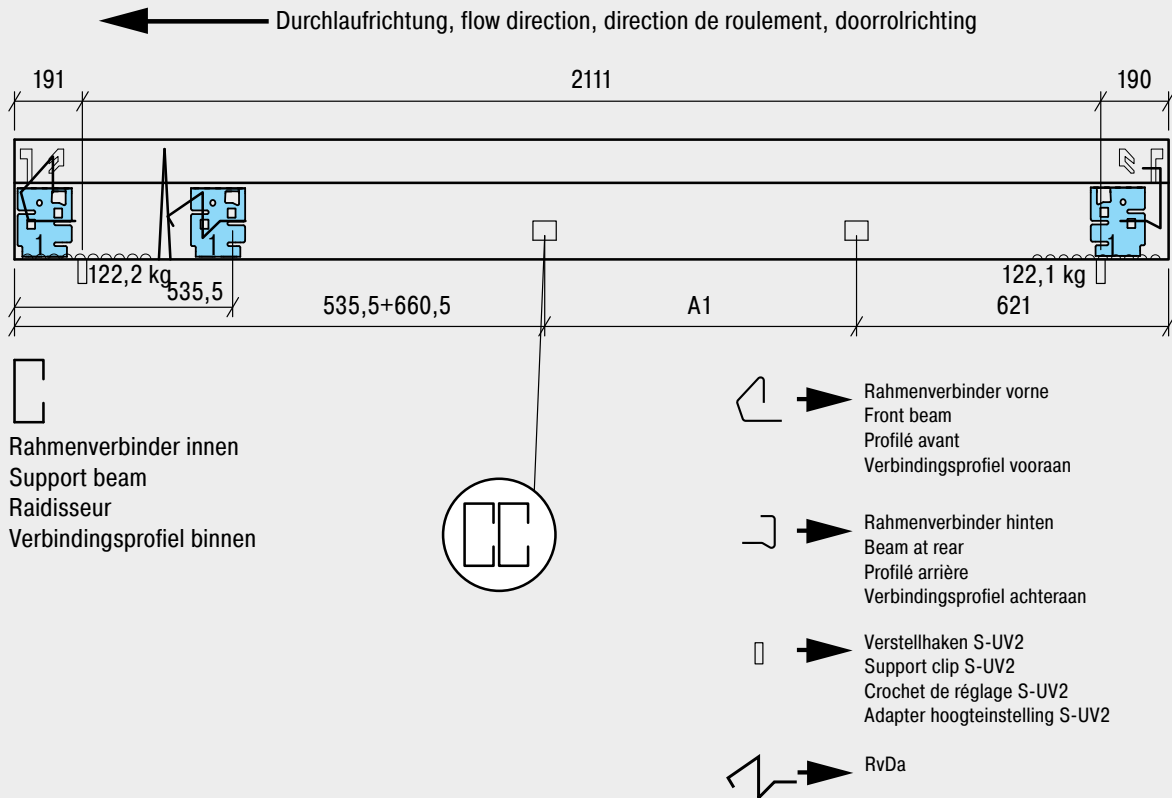 Durchlaufrichtung, flow direction, direction de roulement, doorrolrichting
191
2111
190
1
1
1
122,2 kg
122,1 kg
535,5
535,5+660,5
A1
621
Rahmenverbinder innen
Support beam
Raidisseur
Verbindingsprofiel binnen
Rahmenverbinder vorne
Front beam
Profilé avant
Verbindingsprofiel vooraan
Rahmenverbinder hinten
Beam at rear
Profilé arrière
Verbindingsprofiel achteraan
Verstellhaken S-UV2
Support clip S-UV2
Crochet de réglage S-UV2
Adapter hoogteinstelling S-UV2
RvDa